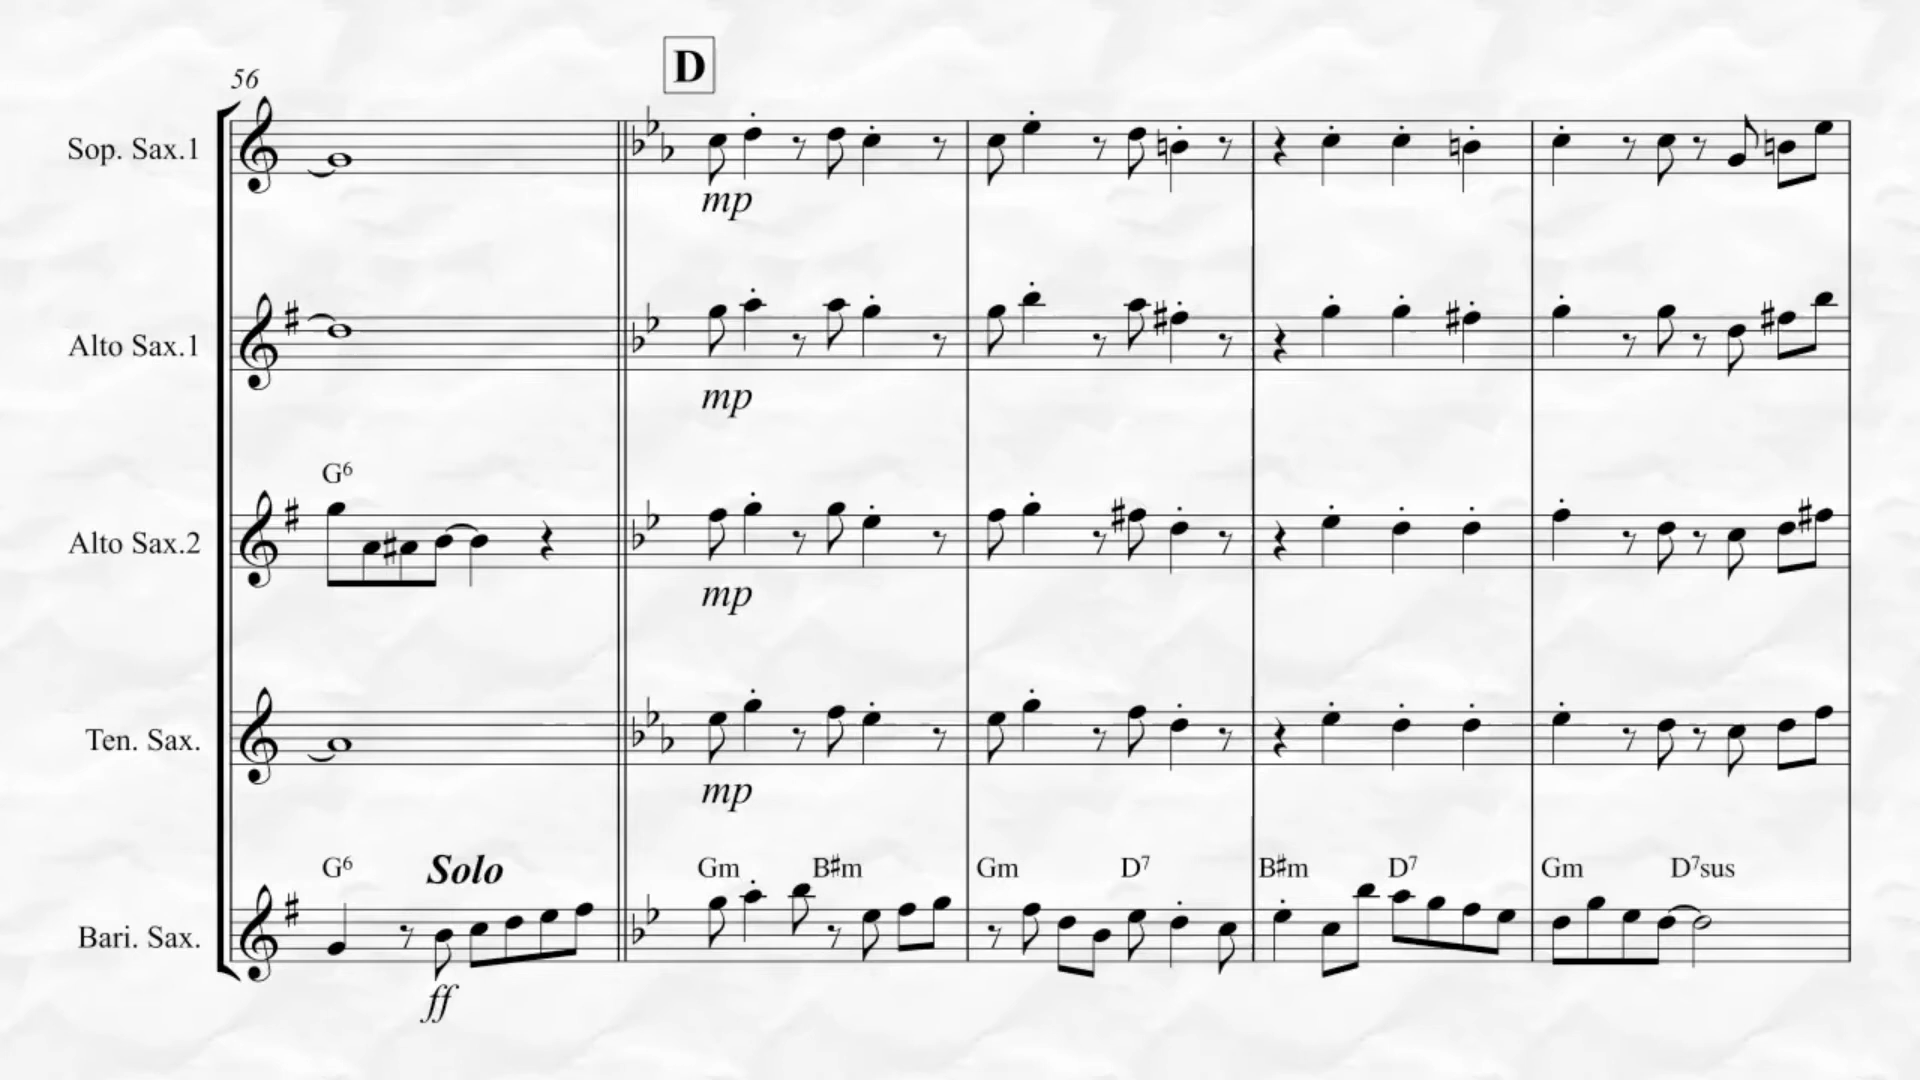 D
56
Sop. Sax.1
mp
Alto Sax.1
mp
G6
Alto Sax.2
mp
Ten. Sax.
mp
G6 Solo Gm B♯m Gm D7 B♯m D7 Gm D7sus
Bari. Sax.
ff